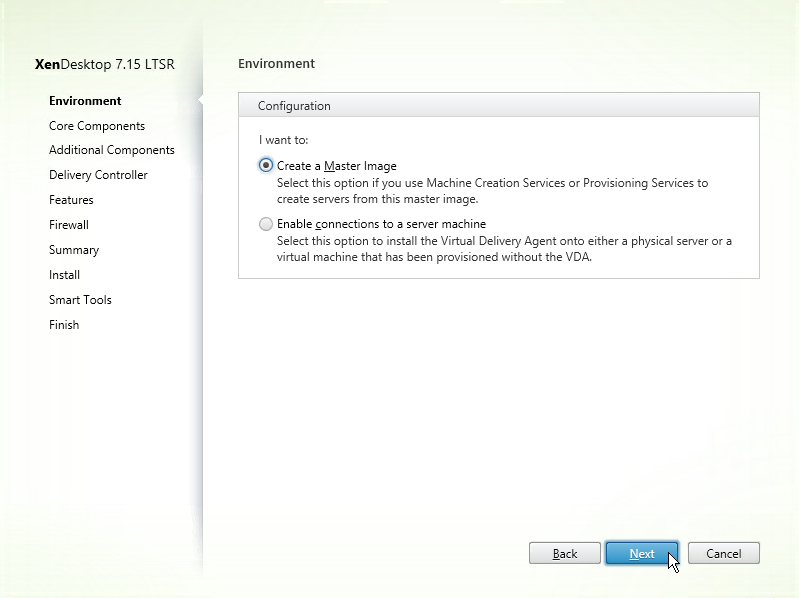 XenDesktop 7.15 LTSR
Environment
Core Components
Additional Components
Delivery Controller
Features
Firewall
Summary
Install
Smart Tools
Finish
Environment
Configuration
I want to:
Create a Master Image
Select this option if you use Machine Creation Services or Provisioning Services to
create servers from this master image.
Enable connections to a server machine
Select this option to install the Virtual Delivery Agent onto either a physical server or a
virtual machine that has been provisioned without the VDA.
Back
Next
Cancel